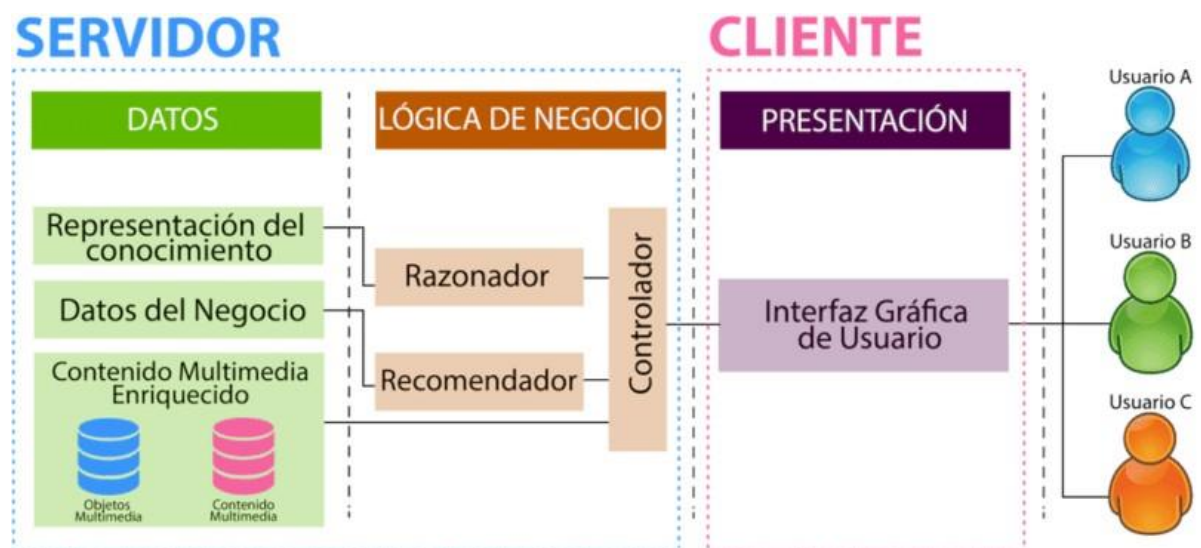 SERVIDOR
CLIENTE
DATOS
LÓGICA DE NEGOCIO
PRESENTACIÓN
Representación del
conocimiento
Datos del Negocio
Contenido Multimedia
Enriquecido
Objetos
Multimedia
Contenido
Multimedia
Razonador
Recomendador
Controlador
Interfaz Gráfica
de Usuario
Usuario A
Usuario B
Usuario C